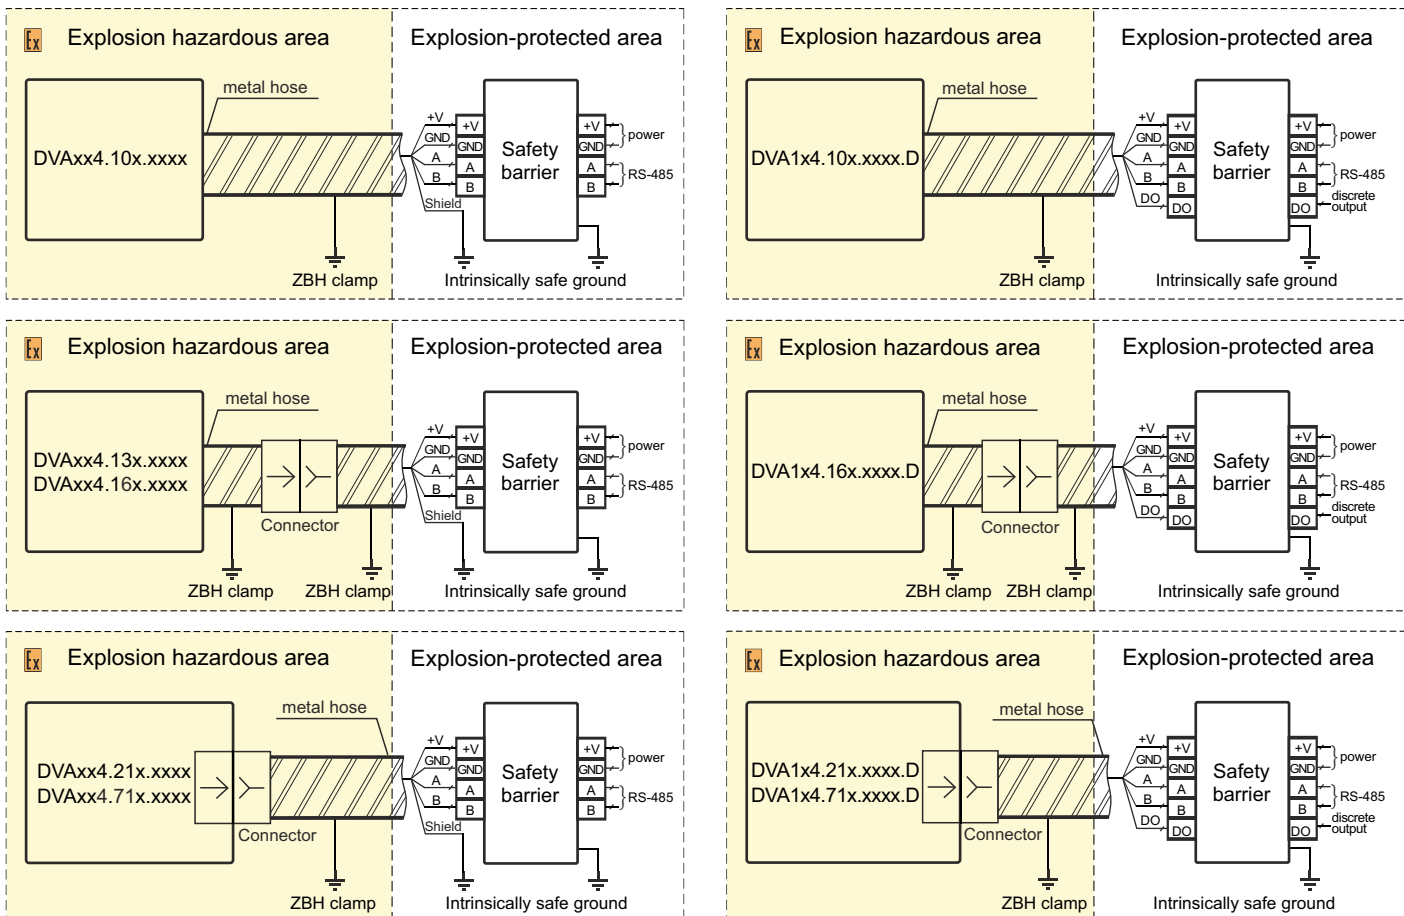 Ex Explosion hazardous area Explosion-protected area
metal hose
DVAxx4.10x.xxxx
+V
GND
A
B
Shield
+V
GND
A
B
Safety
barrier
+V
GND
A
B
power
RS-485
ZBH clamp
Intrinsically safe ground
Ex Explosion hazardous area Explosion-protected area
metal hose
DVA1x4.10x.xxxx.D
+V
GND
A
B
DO
+V
GND
A
B
DO
Safety
barrier
+V
GND
A
B
DO
power
RS-485
discrete
output
ZBH clamp
Intrinsically safe ground
Ex Explosion hazardous area Explosion-protected area
metal hose
DVAxx4.13x.xxxx
DVAxx4.16x.xxxx
Connector
+V
GND
A
B
Shield
+V
GND
A
B
Safety
barrier
+V
GND
A
B
power
RS-485
ZBH clamp
ZBH clamp
Intrinsically safe ground
Ex Explosion hazardous area Explosion-protected area
metal hose
DVA1x4.16x.xxxx.D
Connector
+V
GND
A
B
DO
+V
GND
A
B
DO
Safety
barrier
+V
GND
A
B
DO
power
RS-485
discrete
output
ZBH clamp
ZBH clamp
Intrinsically safe ground
Ex Explosion hazardous area Explosion-protected area
metal hose
DVAxx4.21x.xxxx
DVAxx4.71x.xxxx
Connector
+V
GND
A
B
Shield
+V
GND
A
B
Safety
barrier
+V
GND
A
B
power
RS-485
ZBH clamp
Intrinsically safe ground
Ex Explosion hazardous area Explosion-protected area
metal hose
DVA1x4.21x.xxxx.D
DVA1x4.71x.xxxx.D
Connector
+V
GND
A
B
DO
+V
GND
A
B
DO
Safety
barrier
+V
GND
A
B
DO
power
RS-485
discrete
output
ZBH clamp
Intrinsically safe ground